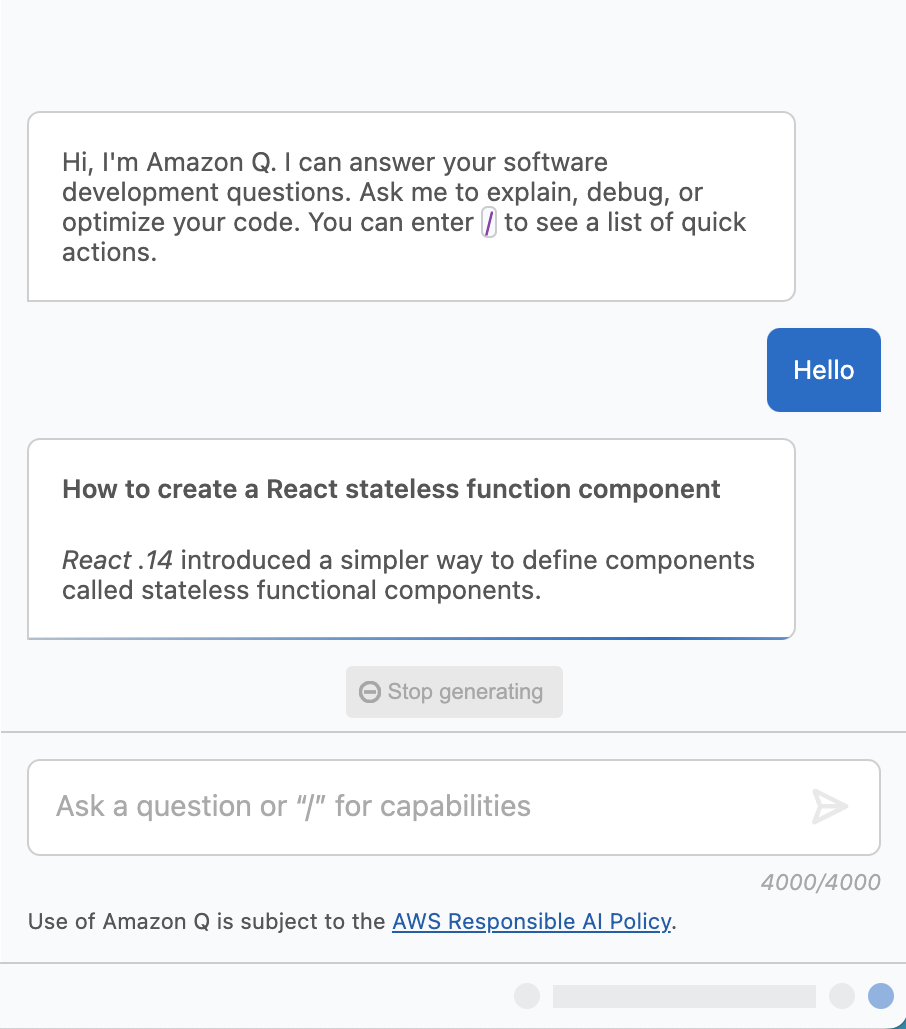 Hi, I'm Amazon Q. I can answer your software
development questions. Ask me to explain, debug, or
optimize your code. You can enter / to see a list of quick
actions.
Hello
How to create a React stateless function component
React .14 introduced a simpler way to define components
called stateless functional components.
Stop generating
Ask a question or “/” for capabilities
4000/4000
Use of Amazon Q is subject to the AWS Responsible AI Policy.